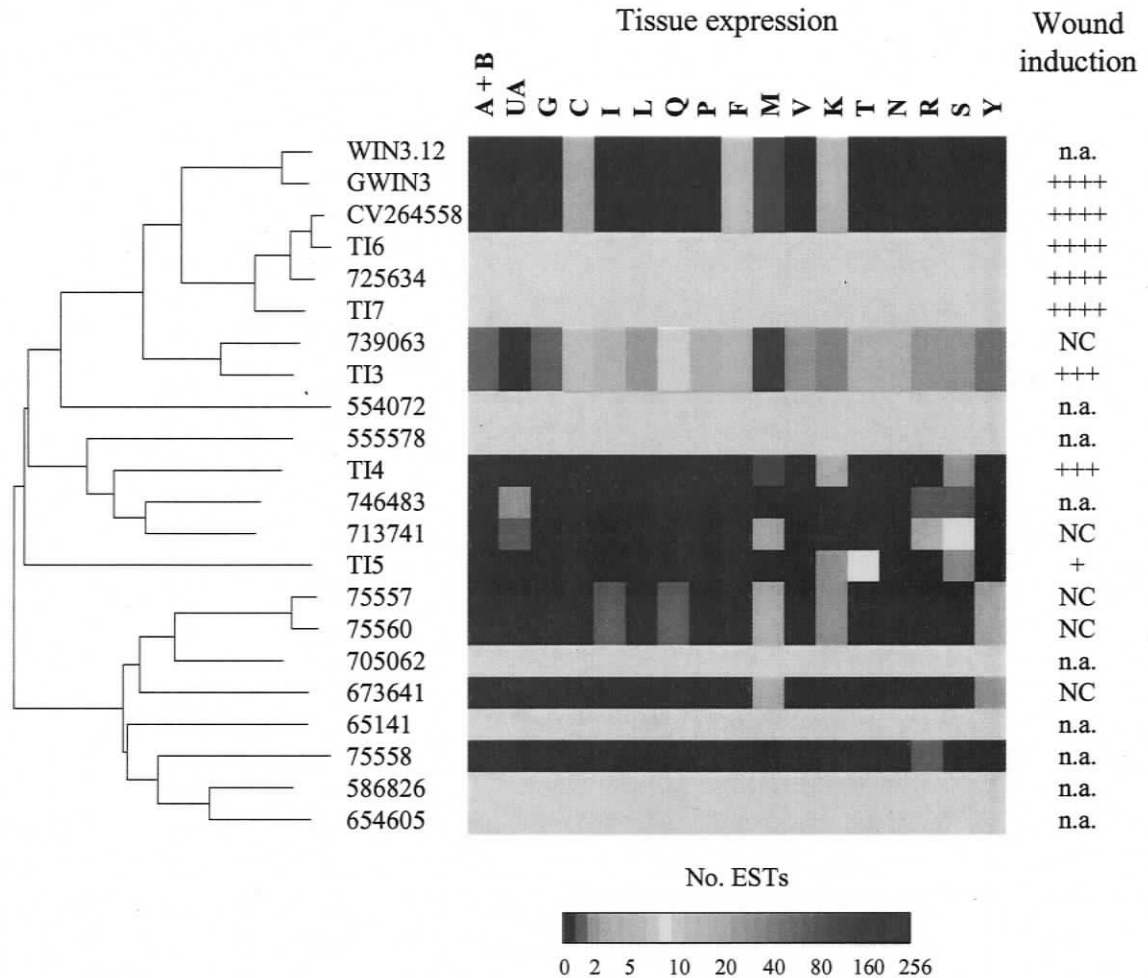 Tissue expression
Wound
induction
A + B UA G C I L Q P F M V K T N R S Y
WIN3.12 n.a.
GWIN3 ++++
CV264558 ++++
TI6 ++++
725634 ++++
TI7 ++++
739063 NC
TI3 +++
554072 n.a.
555578 n.a.
TI4 +++
746483 n.a.
713741 NC
TI5 +
75557 NC
75560 NC
705062 n.a.
673641 NC
65141 n.a.
75558 n.a.
586826 n.a.
654605 n.a.
No. ESTs
0 2 5 10 20 40 80 160 256